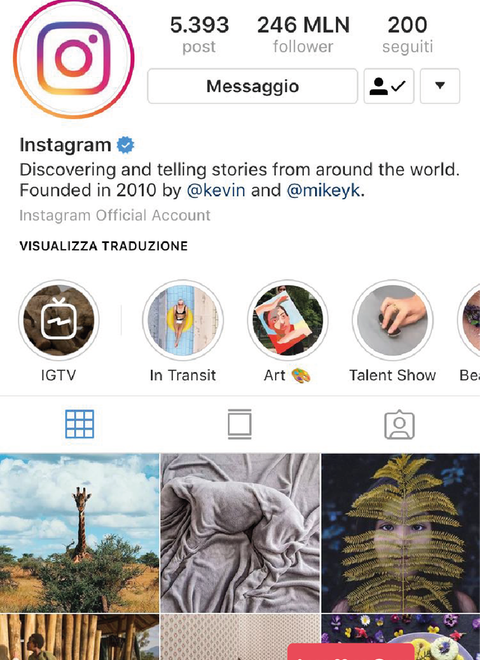 5.393 246 MLN 200
post follower seguiti
Messaggio
Instagram
Discovering and telling stories from around the world.
Founded in 2010 by @kevin and @mikeyk.
Instagram Official Account
VISUALIZZA TRADUZIONE
IGTV In Transit Art 🎨 Talent Show